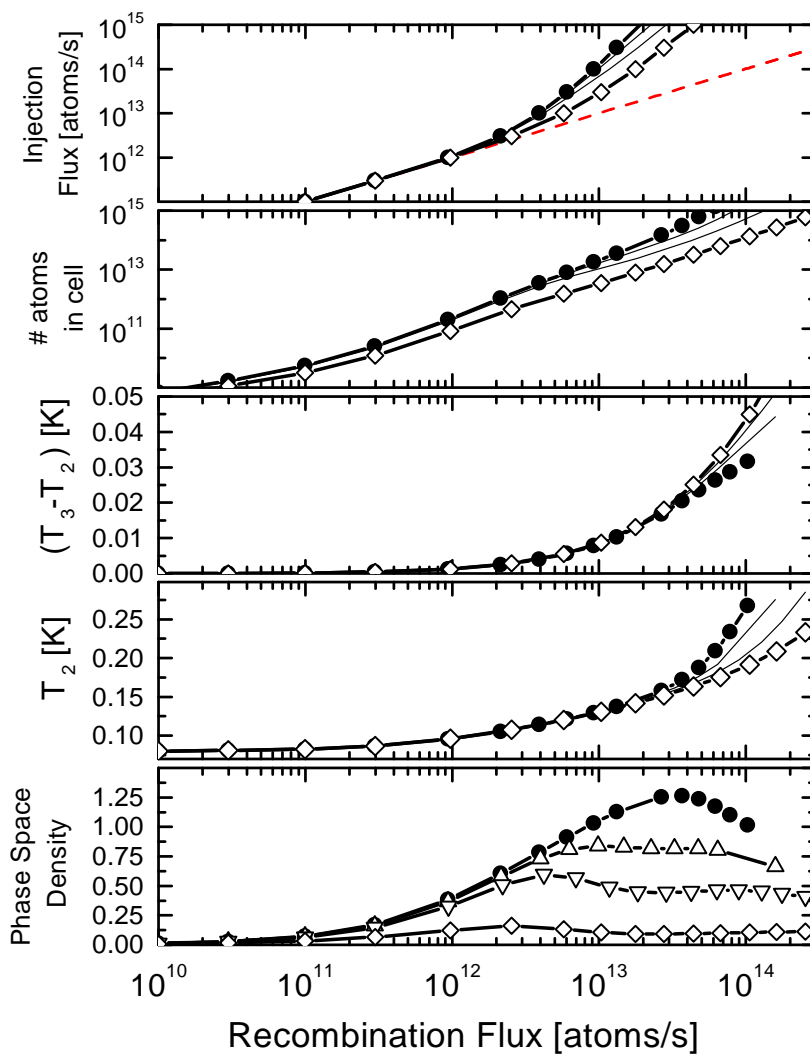 Injection
Flux [atoms/s]
10^15
10^14
10^13
10^12
# atoms
in cell
10^15
10^13
10^11
(T_3-T_2) [K]
0.05
0.04
0.03
0.02
0.01
0.00
T_2 [K]
0.25
0.20
0.15
0.10
Phase Space
Density
1.25
1.00
0.75
0.50
0.25
0.00
10^10 10^11 10^12 10^13 10^14
Recombination Flux [atoms/s]